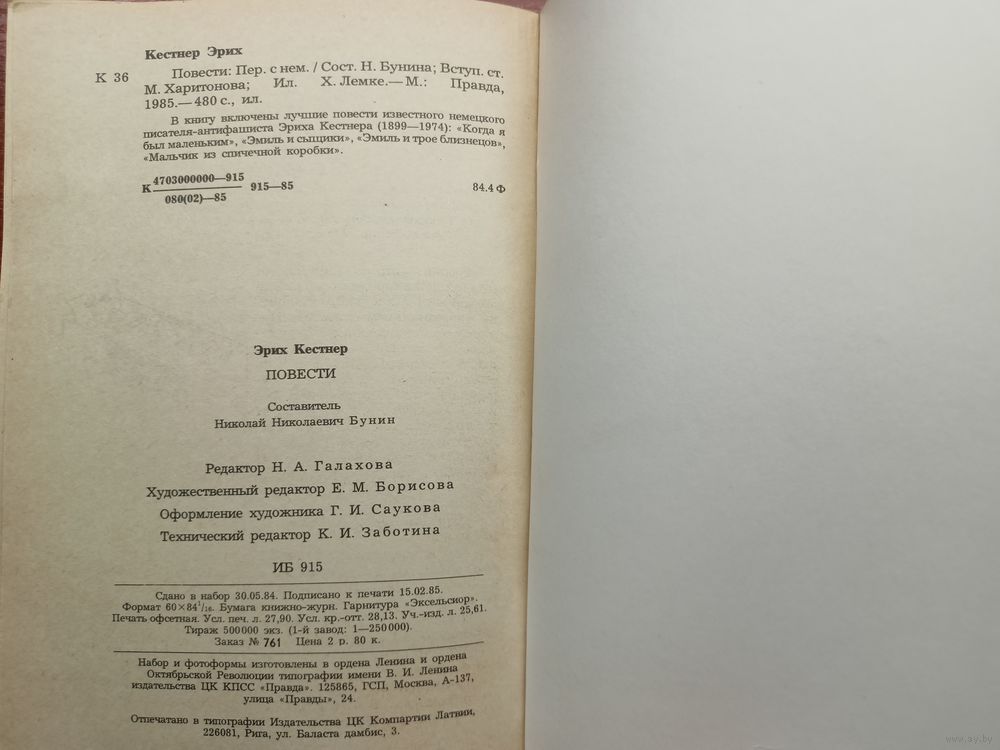 Кестнер Эрих
К 36
Повести: Пер. с нем. / Сост. Н. Бунина; Вступ. ст.
М. Харитонова; Ил. Х. Лемке.— М.: Правда,
1985.— 480 с., ил.
В книгу включены лучшие повести известного немецкого
писателя-антифашиста Эриха Кестнера (1899—1974): «Когда я
был маленьким», «Эмиль и сыщики», «Эмиль и трое близнецов»,
«Мальчик из спичечной коробки».
К 4703000000—915 915—85 84.4 Ф
080(02)—85
Эрих Кестнер
ПОВЕСТИ
Составитель
Николай Николаевич Бунин
Редактор Н. А. Галахова
Художественный редактор Е. М. Борисова
Оформление художника Г. И. Саукова
Технический редактор К. И. Заботина
ИБ 915
Сдано в набор 30.05.84. Подписано к печати 15.02.85.
Формат 60×84 1/16. Бумага книжно-журн. Гарнитура «Эксельсиор».
Печать офсетная. Усл. печ. л. 27,90. Усл. кр.-отт. 28,13. Уч.-изд. л. 25,61.
Тираж 500000 экз. (1-й завод: 1—250000).
Заказ № 761 Цена 2 р. 80 к.
Набор и фотоформы изготовлены в ордена Ленина и ордена
Октябрьской Революции типографии имени В. И. Ленина
издательства ЦК КПСС «Правда». 125865, ГСП, Москва, А-137,
улица «Правды», 24.
Отпечатано в типографии Издательства ЦК Компартии Латвии,
226081, Рига, ул. Баласта дамбис, 3.
www.ay.by